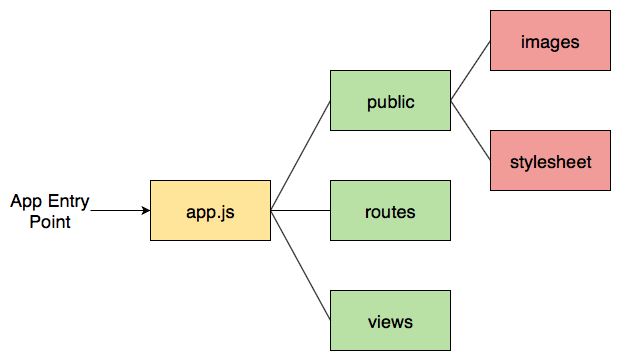 images
public
stylesheet
App Entry
Point
app.js
routes
views